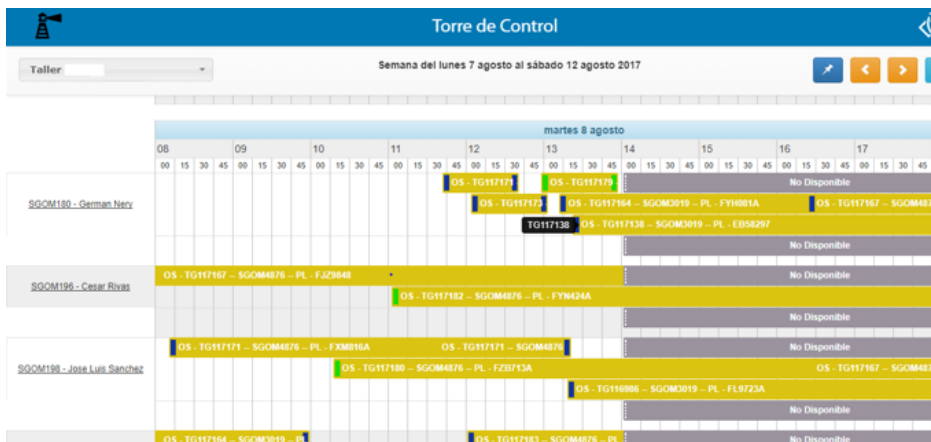 Torre de Control
Taller
Semana del lunes 7 agosto al sábado 12 agosto 2017
martes 8 agosto
08 09 10 11 12 13 14 15 16 17
00 15 30 45 00 15 30 45 00 15 30 45 00 15 30 45 00 15 30 45 00 15 30 45 00 15 30 45 00 15 30 45 00 15 30 45 00 15 30 45
OS - TG117171 OS - TG117179 No Disponible
SGOM180 - German Nery
OS - TG117173 OS - TG117164 -- SGOM3019 -- PL - FYH081A OS - TG117167 -- SGOM487
TG117138 OS - TG117138 -- SGOM3019 -- PL - EB58297
No Disponible
OS - TG117167 -- SGOM4876 -- PL - FJZ9848 No Disponible
SGOM196 - Cesar Rivas
OS - TG117182 -- SGOM4876 -- PL - FYN424A
No Disponible
OS - TG117171 -- SGOM4876 -- PL - FXM816A OS - TG117171 -- SGOM4876 No Disponible
SGOM198 - Jose Luis Sanchez
OS - TG117180 -- SGOM4876 -- PL - FZB713A OS - TG117167 -- SGOM487
OS - TG116986 -- SGOM3019 -- PL - FL9723A
No Disponible
OS - TG117164 -- SGOM3019 -- PL OS - TG117183 -- SGOM4876 -- PL No Disponible